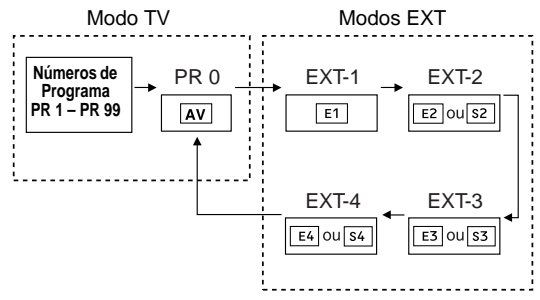 Modo TV
Modos EXT
Números de
Programa
PR 1 – PR 99
PR 0
AV
EXT-1
E1
EXT-2
E2 ou S2
EXT-4
E4 ou S4
EXT-3
E3 ou S3